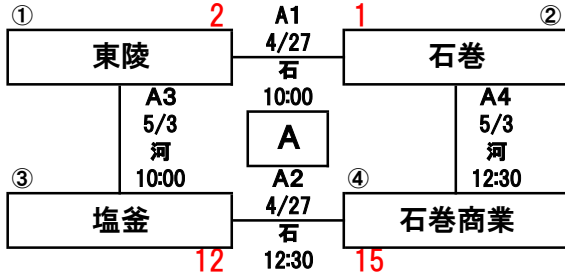 ① 2 A1 1 ②
東陵 4/27 石巻
石
A3 10:00 A4
5/3 5/3
河 A 河
③ 10:00 A2 ④ 12:30
塩釜 4/27 石巻商業
石
12 12:30 15